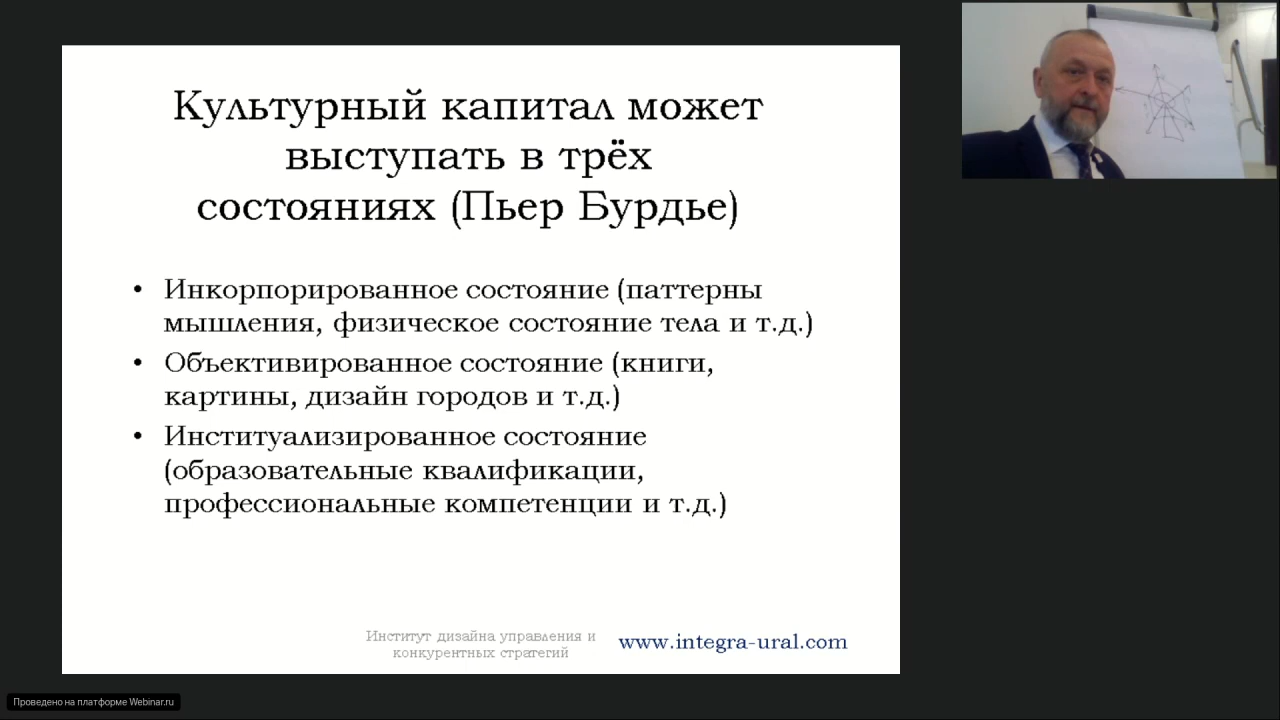 Культурный капитал может
выступать в трёх
состояниях (Пьер Бурдье)
• Инкорпорированное состояние (паттерны
мышления, физическое состояние тела и т.д.)
• Объективированное состояние (книги,
картины, дизайн городов и т.д.)
• Институализированное состояние
(образовательные квалификации,
профессиональные компетенции и т.д.)
Институт дизайна управления и
конкурентных стратегий
www.integra-ural.com
Проведено на платформе Webinar.ru